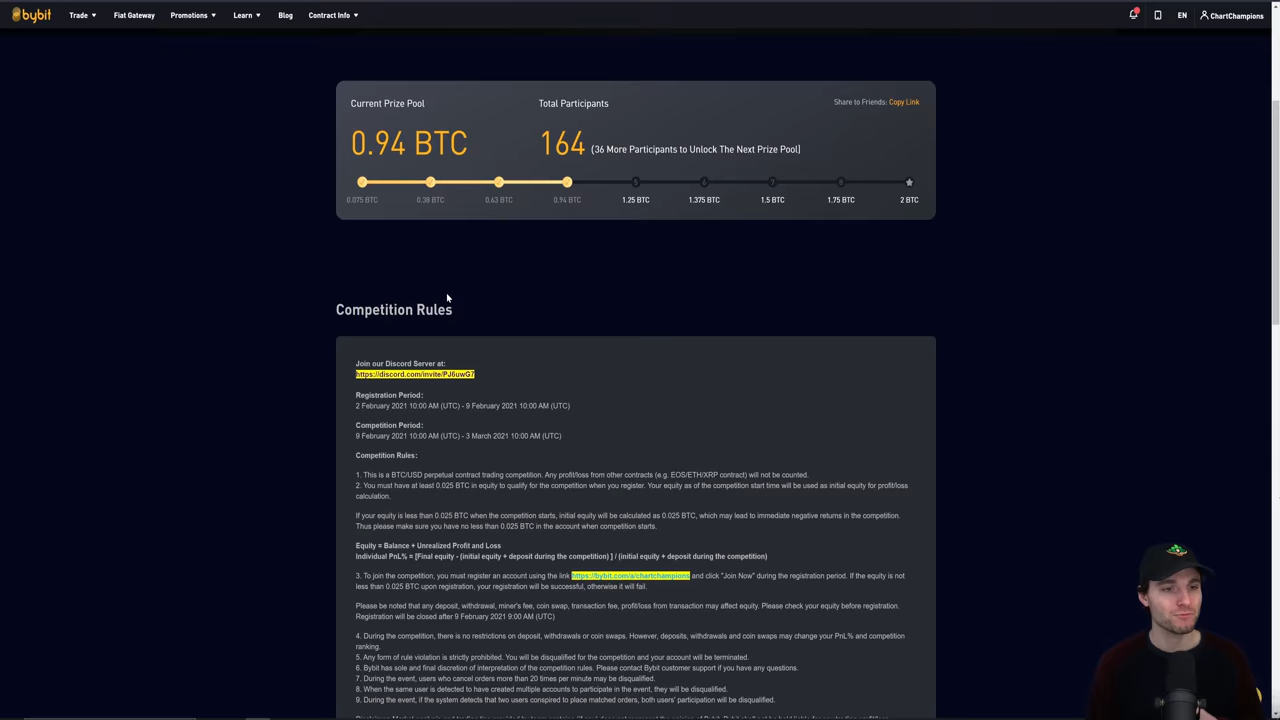 bybit Trade Fiat Gateway Promotions Learn Blog Contract Info EN ChartChampions
Current Prize Pool Total Participants Share to Friends: Copy Link
0.94 BTC 164 (36 More Participants to Unlock The Next Prize Pool)
5 6 7 8
0.075 BTC 0.38 BTC 0.63 BTC 0.94 BTC 1.25 BTC 1.375 BTC 1.5 BTC 1.75 BTC 2 BTC
Competition Rules
Join our Discord Server at:
https://discord.com/invite/PJ6uwG7
Registration Period:
2 February 2021 10:00 AM (UTC) - 9 February 2021 10:00 AM (UTC)
Competition Period:
9 February 2021 10:00 AM (UTC) - 3 March 2021 10:00 AM (UTC)
Competition Rules:
1. This is a BTC/USD perpetual contract trading competition. Any profit/loss from other contracts (e.g. EOS/ETH/XRP contract) will not be counted.
2. You must have at least 0.025 BTC in equity to qualify for the competition when you register. Your equity as of the competition start time will be used as initial equity for profit/loss
calculation.
If your equity is less than 0.025 BTC when the competition starts, initial equity will be calculated as 0.025 BTC, which may lead to immediate negative returns in the competition.
Thus please make sure you have no less than 0.025 BTC in the account when competition starts.
Equity = Balance + Unrealized Profit and Loss
Individual PnL% = [Final equity - (initial equity + deposit during the competition) ] / (initial equity + deposit during the competition)
3. To join the competition, you must register an account using the link https://bybit.com/a/chartchampions and click "Join Now" during the registration period. If the equity is not
less than 0.025 BTC upon registration, your registration will be successful, otherwise it will fail.
Please be noted that any deposit, withdrawal, miner's fee, coin swap, transaction fee, profit/loss from transaction may affect equity. Please check your equity before registration.
Registration will be closed after 9 February 2021 9:00 AM (UTC)
4. During the competition, there is no restrictions on deposit, withdrawals or coin swaps. However, deposits, withdrawals and coin swaps may change your PnL% and competition
ranking.
5. Any form of rule violation is strictly prohibited. You will be disqualified for the competition and your account will be terminated.
6. Bybit has sole and final discretion of interpretation of the competition rules. Please contact Bybit customer support if you have any questions.
7. During the event, users who cancel orders more than 20 times per minute may be disqualified.
8. When the same user is detected to have created multiple accounts to participate in the event, they will be disqualified.
9. During the event, if the system detects that two users conspired to place matched orders, both users' participation will be disqualified.